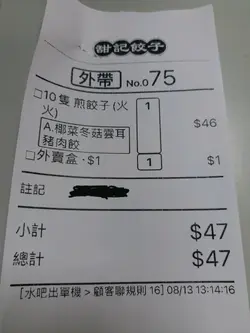 甜記餃子
外帶 No.0 75
□10隻 煎餃子(火火) 1 $46
A.椰菜冬菇雲耳豬肉餃
□外賣盒 · $1 1 $1
註記
小計 $47
總計 $47
[水吧出單機 > 顧客聯規則 16] 08/13 13:14:16